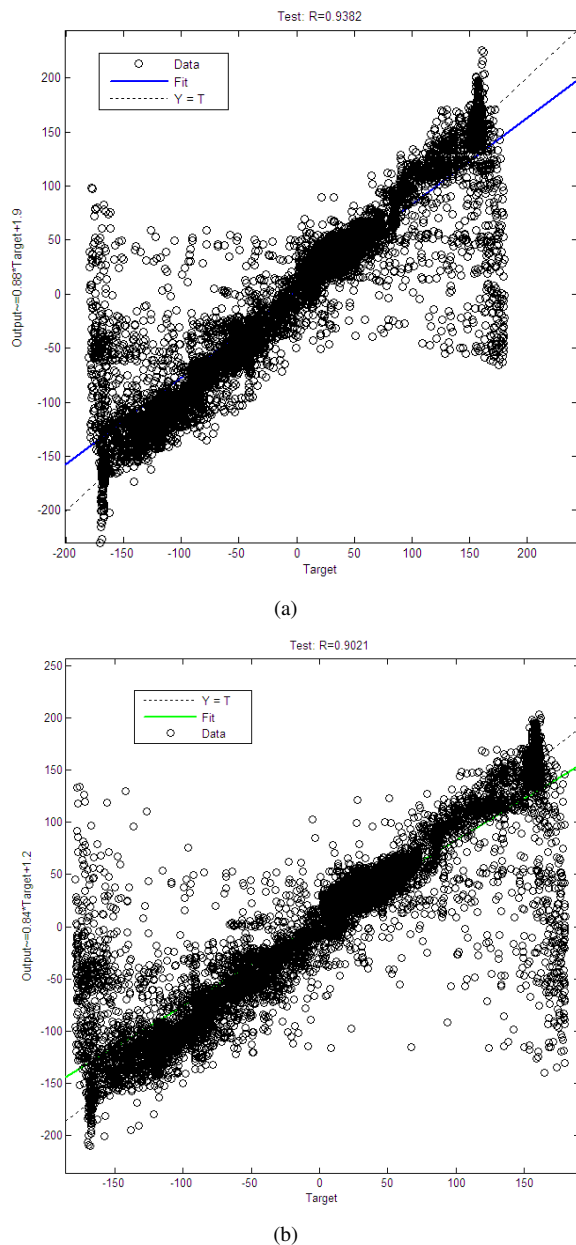 Test: R=0.9382
Data
Fit
Y = T
Output~=0.88*Target+1.9
200
150
100
50
0
-50
-100
-150
-200
-200 -150 -100 -50 0 50 100 150 200
Target
(a)
Test: R=0.9021
Y = T
Fit
Data
Output~=0.84*Target+1.2
250
200
150
100
50
0
-50
-100
-150
-200
-150 -100 -50 0 50 100 150
Target
(b)